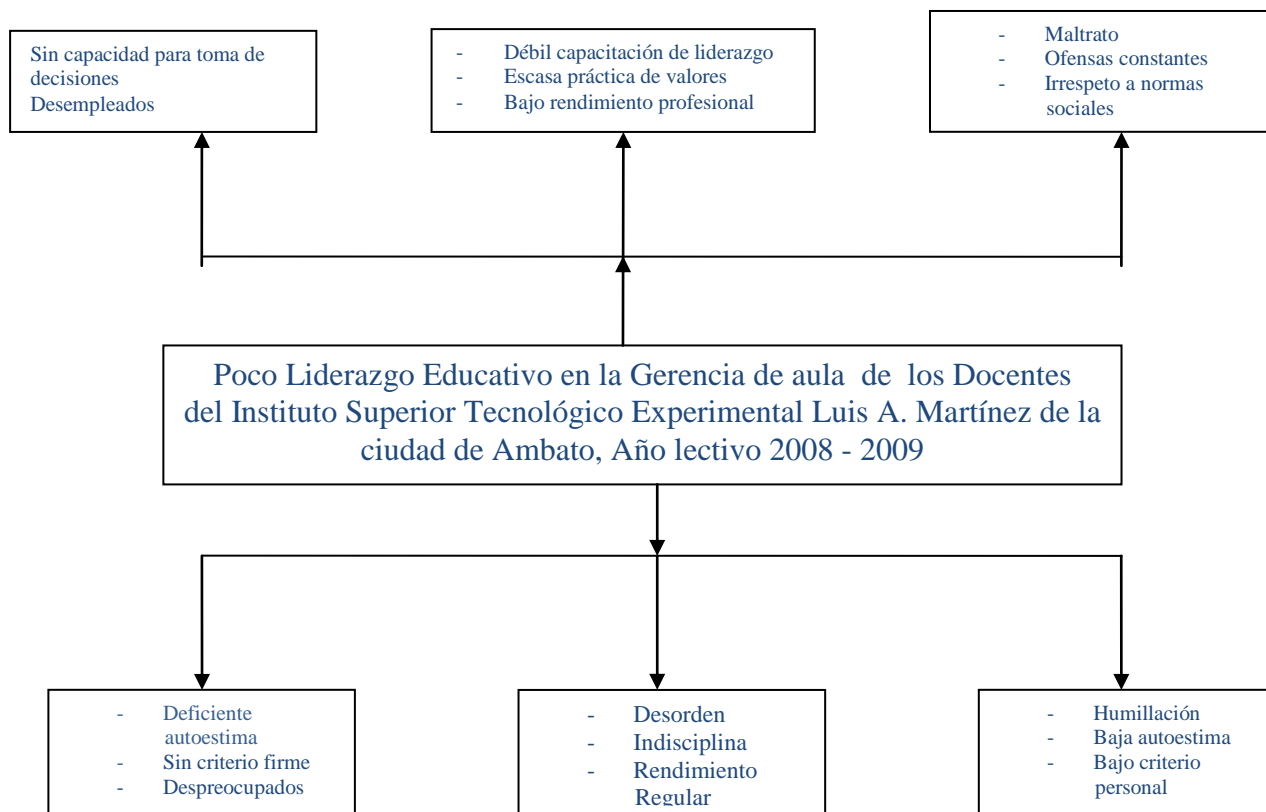 Sin capacidad para toma de
decisiones
Desempleados
- Débil capacitación de liderazgo
- Escasa práctica de valores
- Bajo rendimiento profesional
- Maltrato
- Ofensas constantes
- Irrespeto a normas
sociales
Poco Liderazgo Educativo en la Gerencia de aula de los Docentes
del Instituto Superior Tecnológico Experimental Luis A. Martínez de la
ciudad de Ambato, Año lectivo 2008 - 2009
- Deficiente
autoestima
- Sin criterio firme
- Despreocupados
- Desorden
- Indisciplina
- Rendimiento
Regular
- Humillación
- Baja autoestima
- Bajo criterio
personal